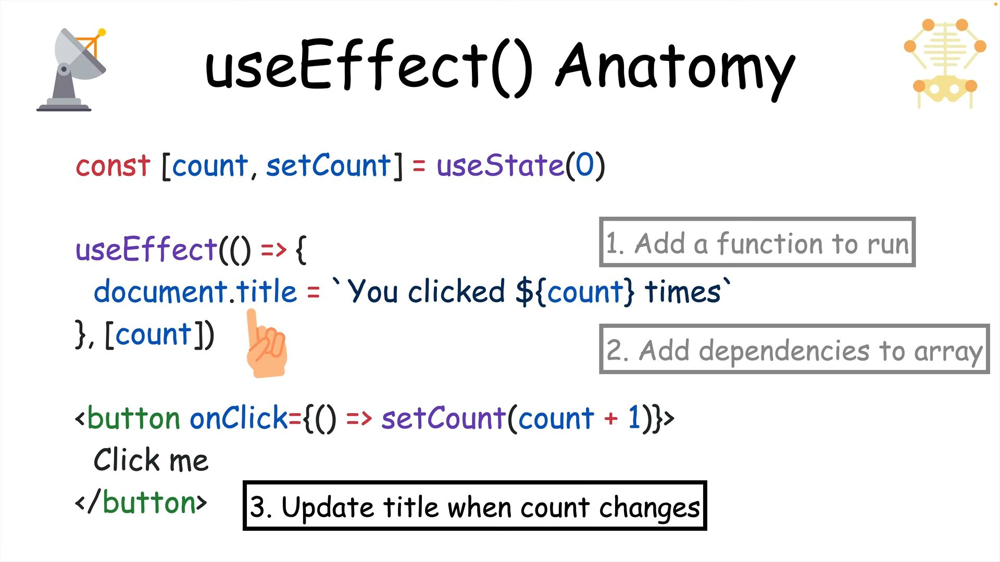 useEffect() Anatomy
const [count, setCount] = useState(0)
1. Add a function to run
useEffect(() => {
document.title = `You clicked ${count} times`
}, [count])
2. Add dependencies to array
<button onClick={() => setCount(count + 1)}>
Click me
</button>
3. Update title when count changes